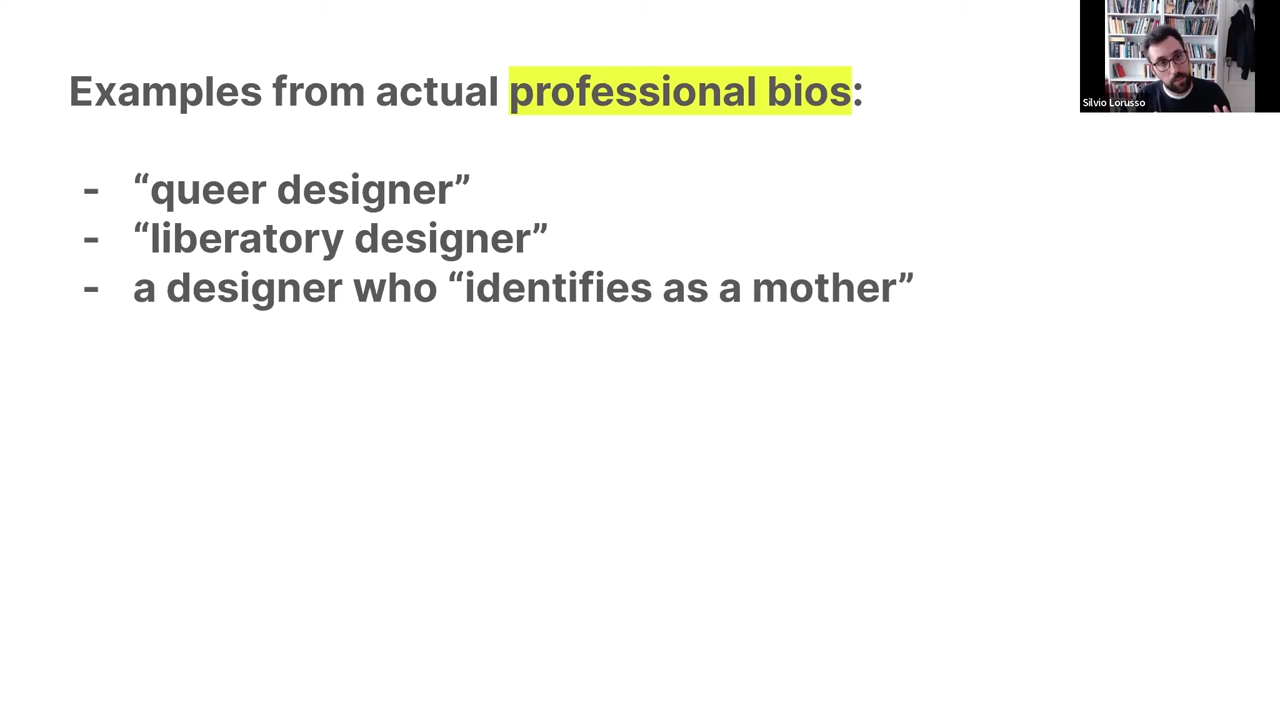 Examples from actual professional bios:
- “queer designer”
- “liberatory designer”
- a designer who “identifies as a mother”
Silvio Lorusso